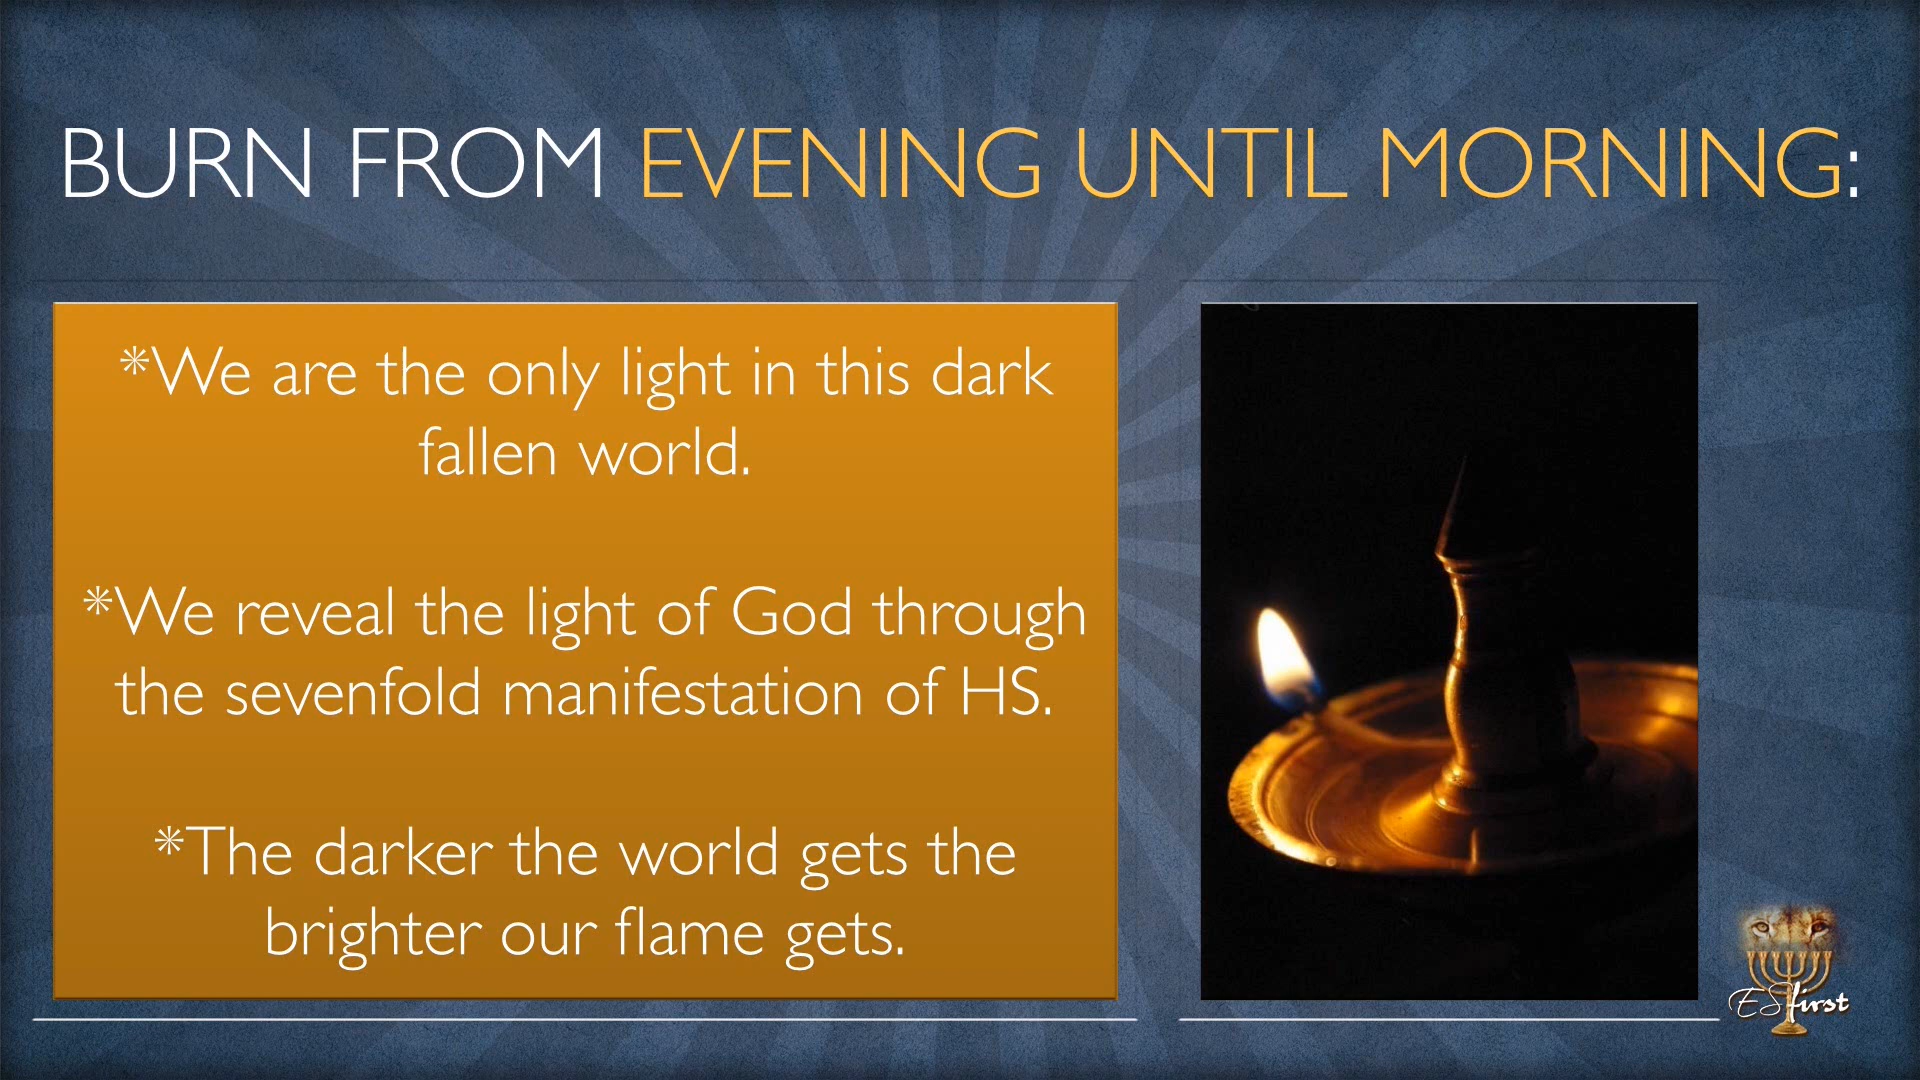 BURN FROM EVENING UNTIL MORNING:
*We are the only light in this dark
fallen world.
*We reveal the light of God through
the sevenfold manifestation of HS.
*The darker the world gets the
brighter our flame gets.
ESfirst